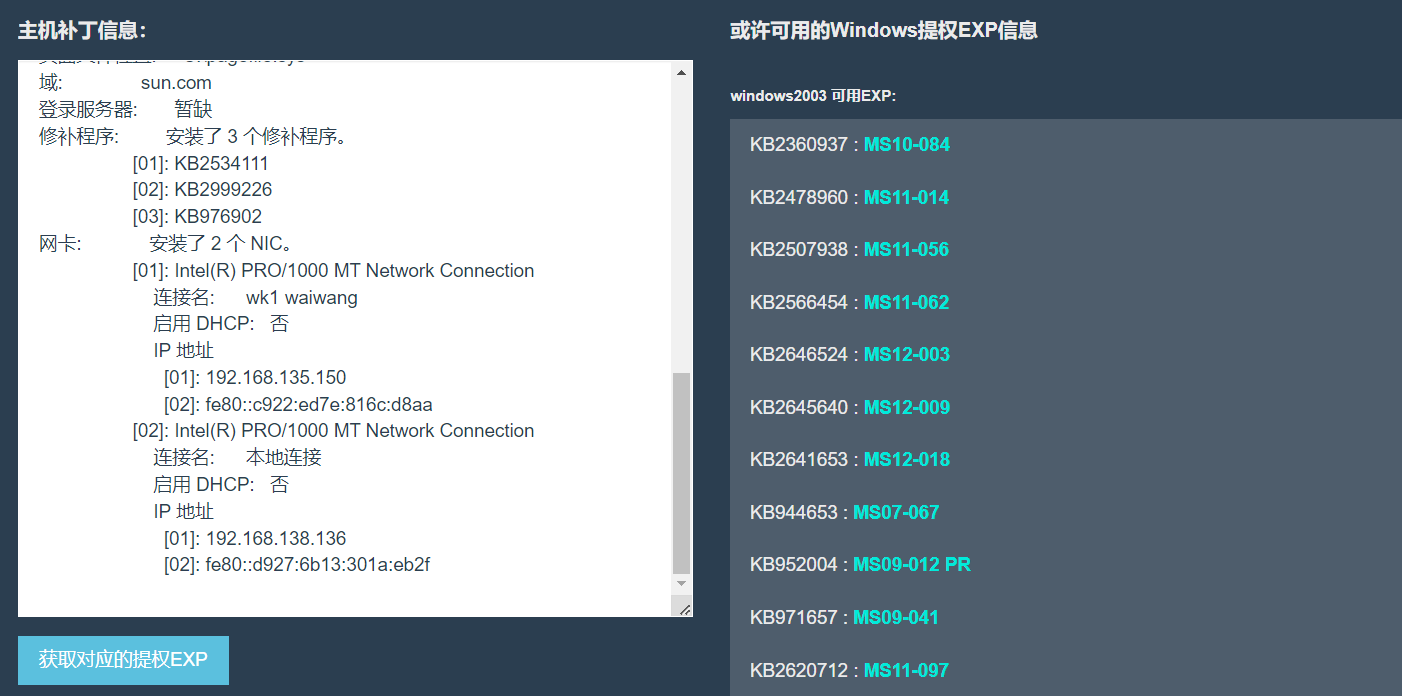 主机补丁信息：
域: sun.com
登录服务器: 暂缺
修补程序: 安装了 3 个修补程序。
[01]: KB2534111
[02]: KB2999226
[03]: KB976902
网卡: 安装了 2 个 NIC。
[01]: Intel(R) PRO/1000 MT Network Connection
连接名: wk1 waiwang
启用 DHCP: 否
IP 地址
[01]: 192.168.135.150
[02]: fe80::c922:ed7e:816c:d8aa
[02]: Intel(R) PRO/1000 MT Network Connection
连接名: 本地连接
启用 DHCP: 否
IP 地址
[01]: 192.168.138.136
[02]: fe80::d927:6b13:301a:eb2f
获取对应的提权EXP
或许可用的Windows提权EXP信息
windows2003 可用EXP:
KB2360937 : MS10-084
KB2478960 : MS11-014
KB2507938 : MS11-056
KB2566454 : MS11-062
KB2646524 : MS12-003
KB2645640 : MS12-009
KB2641653 : MS12-018
KB944653 : MS07-067
KB952004 : MS09-012 PR
KB971657 : MS09-041
KB2620712 : MS11-097